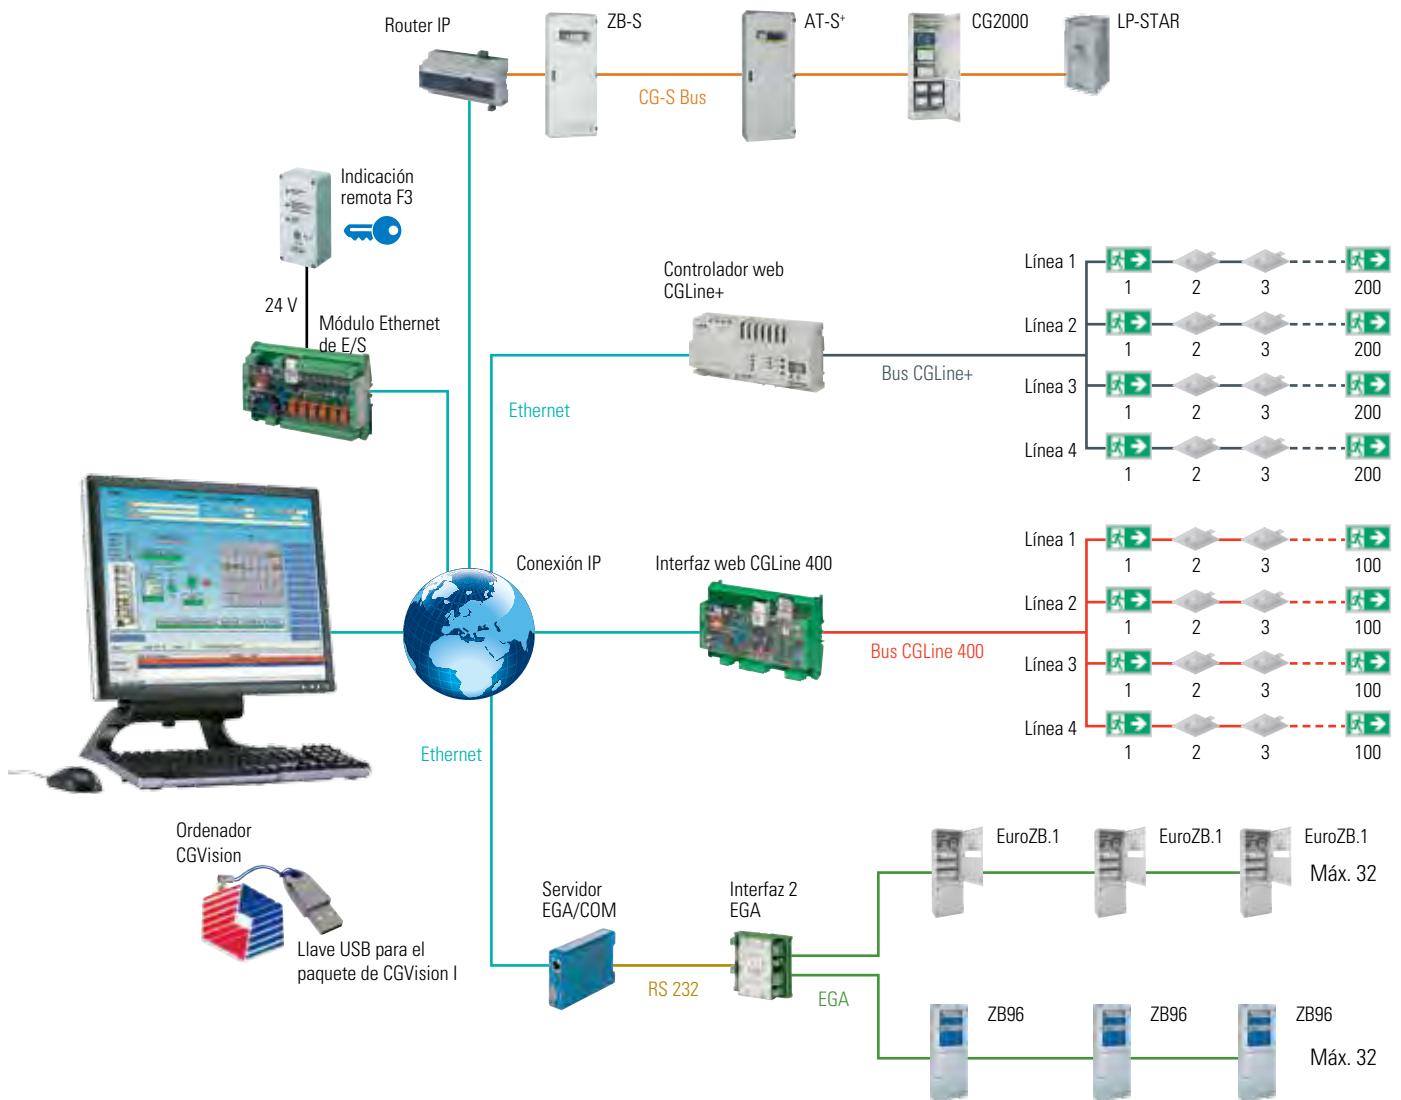 Router IP
ZB-S
AT-S+
CG2000
LP-STAR
CG-S Bus
Indicación
remota F3
24 V
Módulo Ethernet
de E/S
Controlador web
CGLine+
Ethernet
Bus CGLine+
Línea 1
1 2 3 200
Línea 2
1 2 3 200
Línea 3
1 2 3 200
Línea 4
1 2 3 200
Conexión IP
Interfaz web CGLine 400
Bus CGLine 400
Línea 1
1 2 3 100
Línea 2
1 2 3 100
Línea 3
1 2 3 100
Línea 4
1 2 3 100
Ethernet
Ordenador
CGVision
Llave USB para el
paquete de CGVision I
Servidor
EGA/COM
RS 232
Interfaz 2
EGA
EGA
EuroZB.1
EuroZB.1
EuroZB.1
Máx. 32
ZB96
ZB96
ZB96
Máx. 32